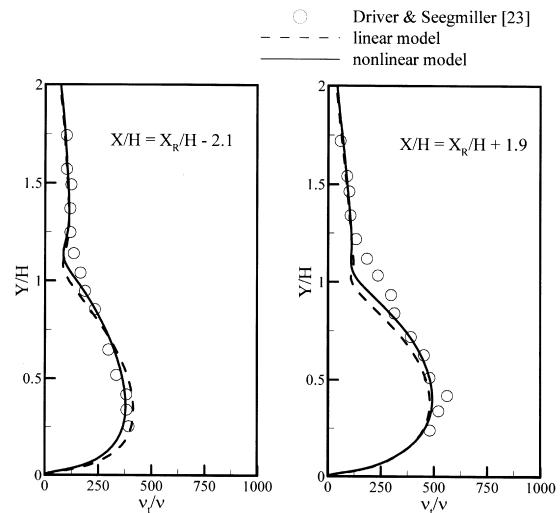 Driver & Seegmiller [23]
linear model
nonlinear model
2
1.5
1
0.5
0
Y/H
X/H = X_R/H - 2.1
0 250 500 750 1000
ν_t/ν
2
1.5
1
0.5
0
Y/H
X/H = X_R/H + 1.9
0 250 500 750 1000
ν_t/ν